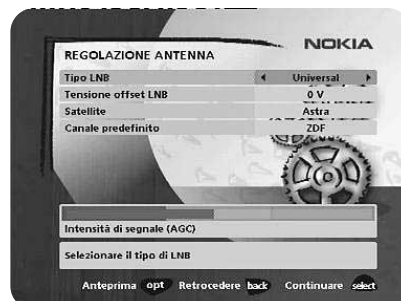 NOKIA
REGOLAZIONE ANTENNA
Tipo LNB Universal
Tensione offset LNB 0 V
Satellite Astra
Canale predefinito ZDF
Intensità di segnale (AGC)
Selezionare il tipo di LNB
Anteprima opt Retrocedere back Continuare select